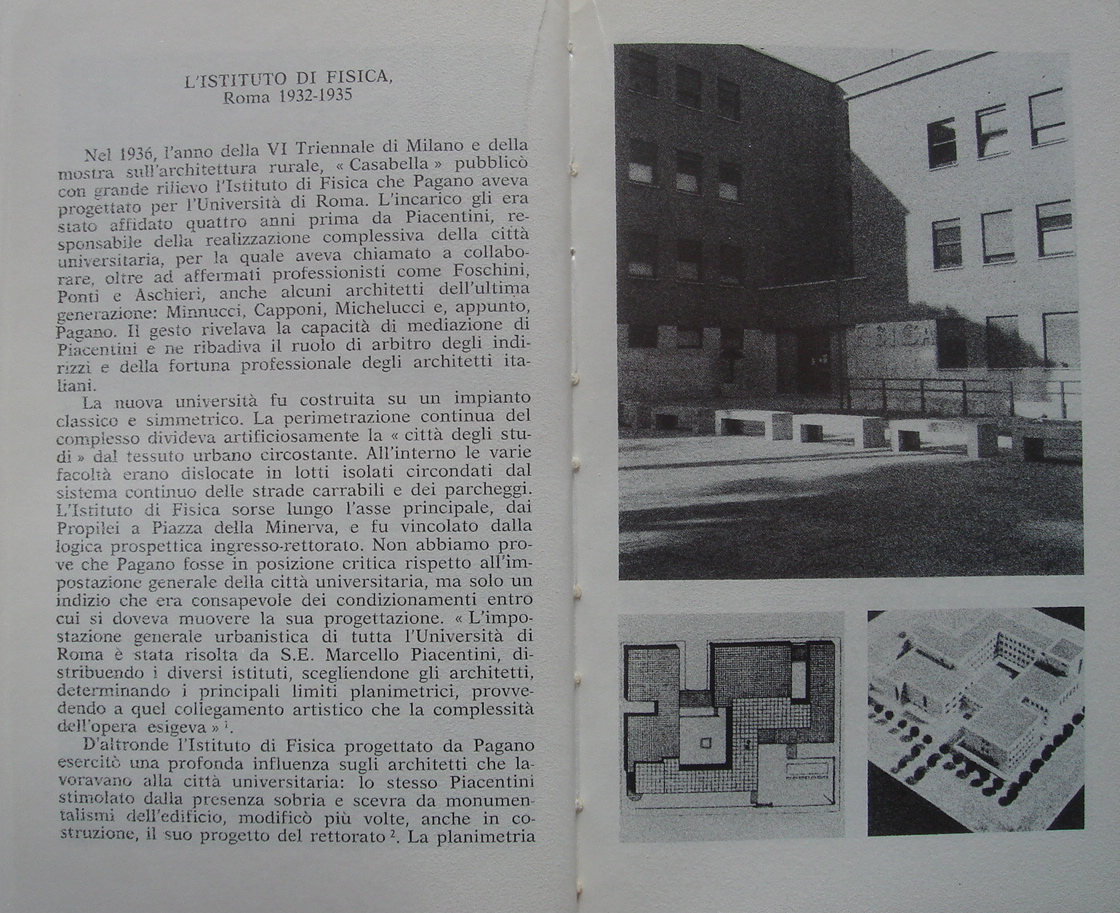 L'ISTITUTO DI FISICA,
Roma 1932-1935
Nel 1936, l'anno della VI Triennale di Milano e della
mostra sull'architettura rurale, « Casabella » pubblicò
con grande rilievo l'Istituto di Fisica che Pagano aveva
progettato per l'Università di Roma. L'incarico gli era
stato affidato quattro anni prima da Piacentini, re-
sponsabile della realizzazione complessiva della città
universitaria, per la quale aveva chiamato a collabo-
rare, oltre ad affermati professionisti come Foschini,
Ponti e Aschieri, anche alcuni architetti dell'ultima
generazione: Minnucci, Capponi, Michelucci e, appunto,
Pagano. Il gesto rivelava la capacità di mediazione di
Piacentini e ne ribadiva il ruolo di arbitro degli indi-
rizzi e della fortuna professionale degli architetti ita-
liani.
La nuova università fu costruita su un impianto
classico e simmetrico. La perimetrazione continua del
complesso divideva artificiosamente la « città degli stu-
di » dal tessuto urbano circostante. All'interno le varie
facoltà erano dislocate in lotti isolati circondati dal
sistema continuo delle strade carrabili e dei parcheggi.
L'Istituto di Fisica sorse lungo l'asse principale, dai
Propilei a Piazza della Minerva, e fu vincolato dalla
logica prospettica ingresso-rettorato. Non abbiamo pro-
ve che Pagano fosse in posizione critica rispetto all'im-
postazione generale della città universitaria, ma solo un
indizio che era consapevole dei condizionamenti entro
cui si doveva muovere la sua progettazione. « L'impo-
stazione generale urbanistica di tutta l'Università di
Roma è stata risolta da S.E. Marcello Piacentini, di-
stribuendo i diversi istituti, scegliendone gli architetti,
determinando i principali limiti planimetrici, provve-
dendo a quel collegamento artistico che la complessità
dell'opera esigeva » ¹.
D'altronde l'Istituto di Fisica progettato da Pagano
esercitò una profonda influenza sugli architetti che la-
voravano alla città universitaria: lo stesso Piacentini
stimolato dalla presenza sobria e scevra da monumen-
talismi dell'edificio, modificò più volte, anche in co-
struzione, il suo progetto del rettorato ². La planimetria